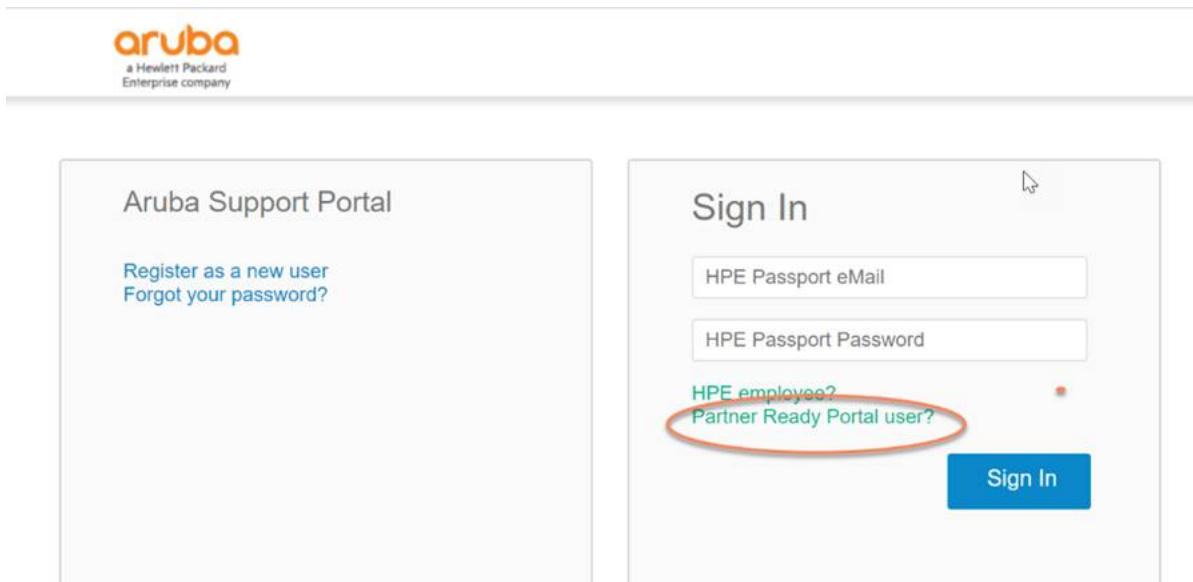 aruba
a Hewlett Packard
Enterprise company
Aruba Support Portal
Register as a new user
Forgot your password?
Sign In
HPE Passport eMail
HPE Passport Password
HPE employee?
Partner Ready Portal user?
Sign In